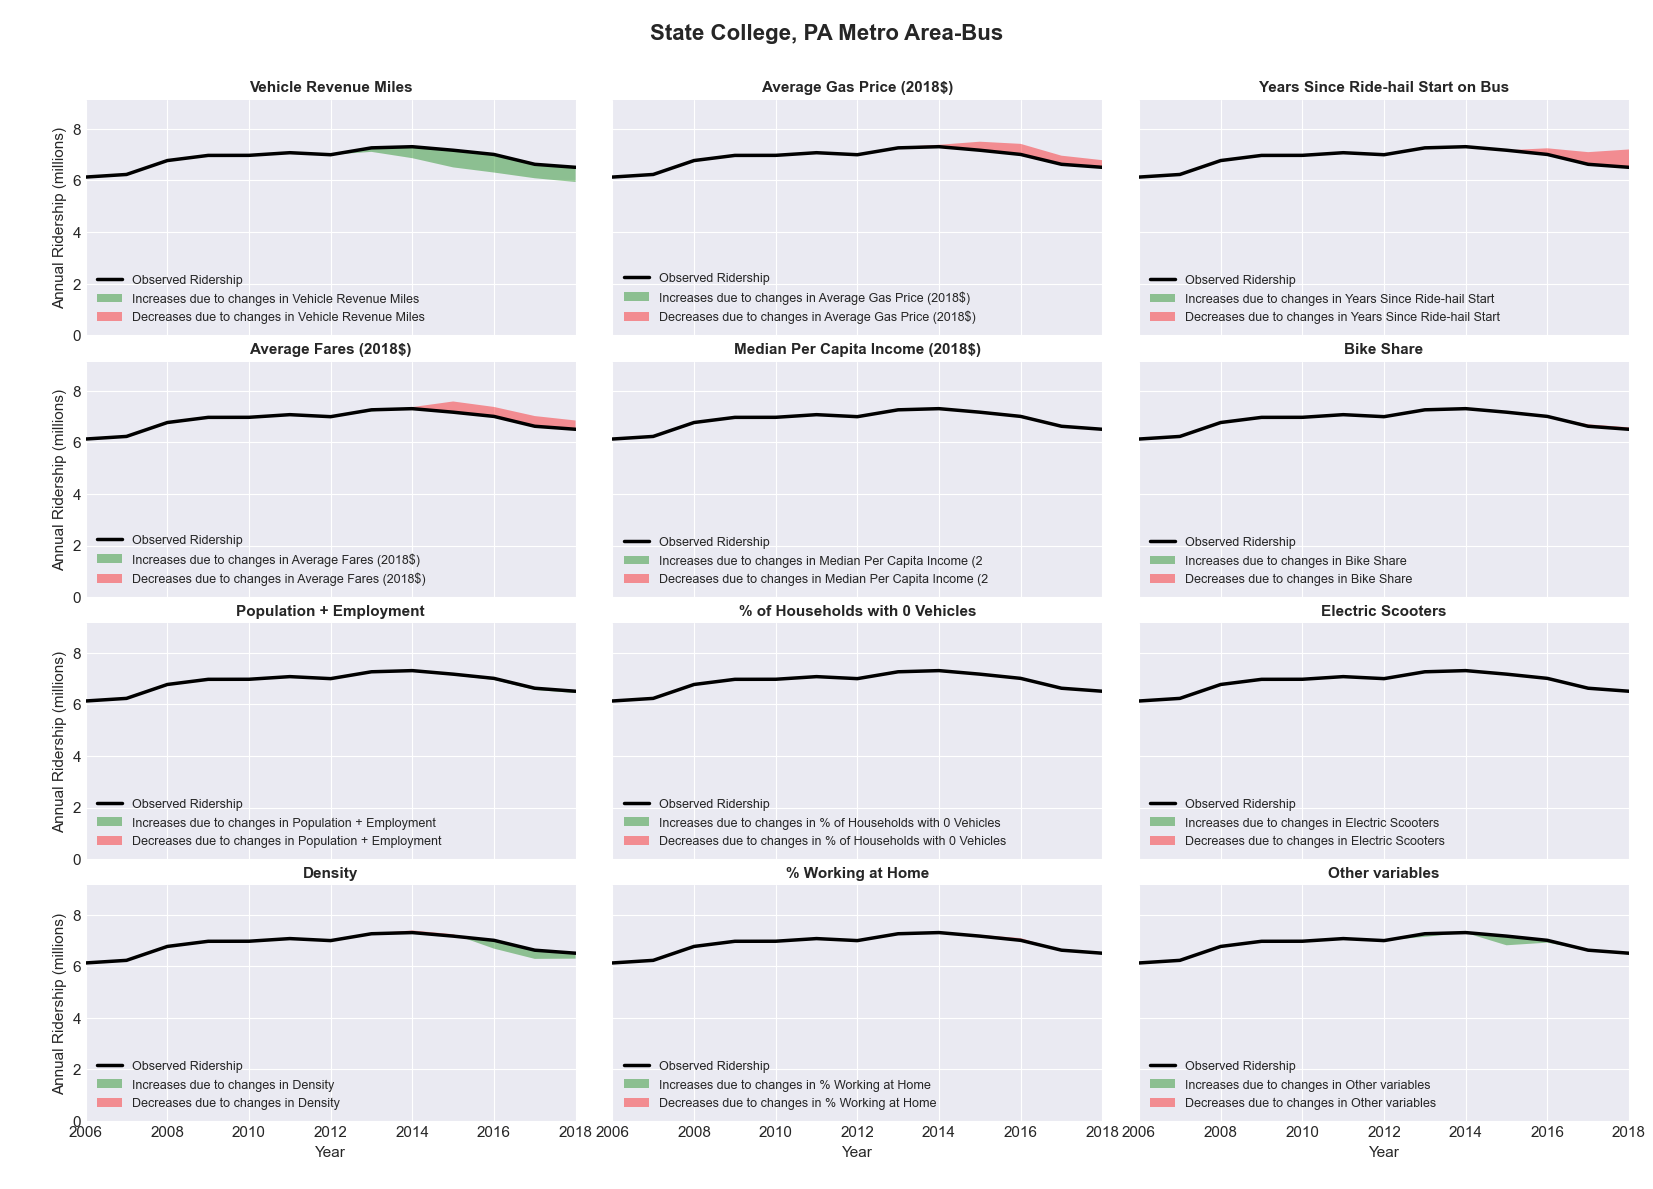 State College, PA Metro Area-Bus
Vehicle Revenue Miles
Annual Ridership (millions)
8
6
4
2
0
Observed Ridership
Increases due to changes in Vehicle Revenue Miles
Decreases due to changes in Vehicle Revenue Miles
Average Gas Price (2018$)
Observed Ridership
Increases due to changes in Average Gas Price (2018$)
Decreases due to changes in Average Gas Price (2018$)
Years Since Ride-hail Start on Bus
Observed Ridership
Increases due to changes in Years Since Ride-hail Start
Decreases due to changes in Years Since Ride-hail Start
Average Fares (2018$)
Annual Ridership (millions)
8
6
4
2
0
Observed Ridership
Increases due to changes in Average Fares (2018$)
Decreases due to changes in Average Fares (2018$)
Median Per Capita Income (2018$)
Observed Ridership
Increases due to changes in Median Per Capita Income (2
Decreases due to changes in Median Per Capita Income (2
Bike Share
Observed Ridership
Increases due to changes in Bike Share
Decreases due to changes in Bike Share
Population + Employment
Annual Ridership (millions)
8
6
4
2
0
Observed Ridership
Increases due to changes in Population + Employment
Decreases due to changes in Population + Employment
% of Households with 0 Vehicles
Observed Ridership
Increases due to changes in % of Households with 0 Vehicles
Decreases due to changes in % of Households with 0 Vehicles
Electric Scooters
Observed Ridership
Increases due to changes in Electric Scooters
Decreases due to changes in Electric Scooters
Density
Annual Ridership (millions)
8
6
4
2
0
Observed Ridership
Increases due to changes in Density
Decreases due to changes in Density
2006 2008 2010 2012 2014 2016 2018
Year
% Working at Home
Observed Ridership
Increases due to changes in % Working at Home
Decreases due to changes in % Working at Home
2006 2008 2010 2012 2014 2016 2018
Year
Other variables
Observed Ridership
Increases due to changes in Other variables
Decreases due to changes in Other variables
2006 2008 2010 2012 2014 2016 2018
Year